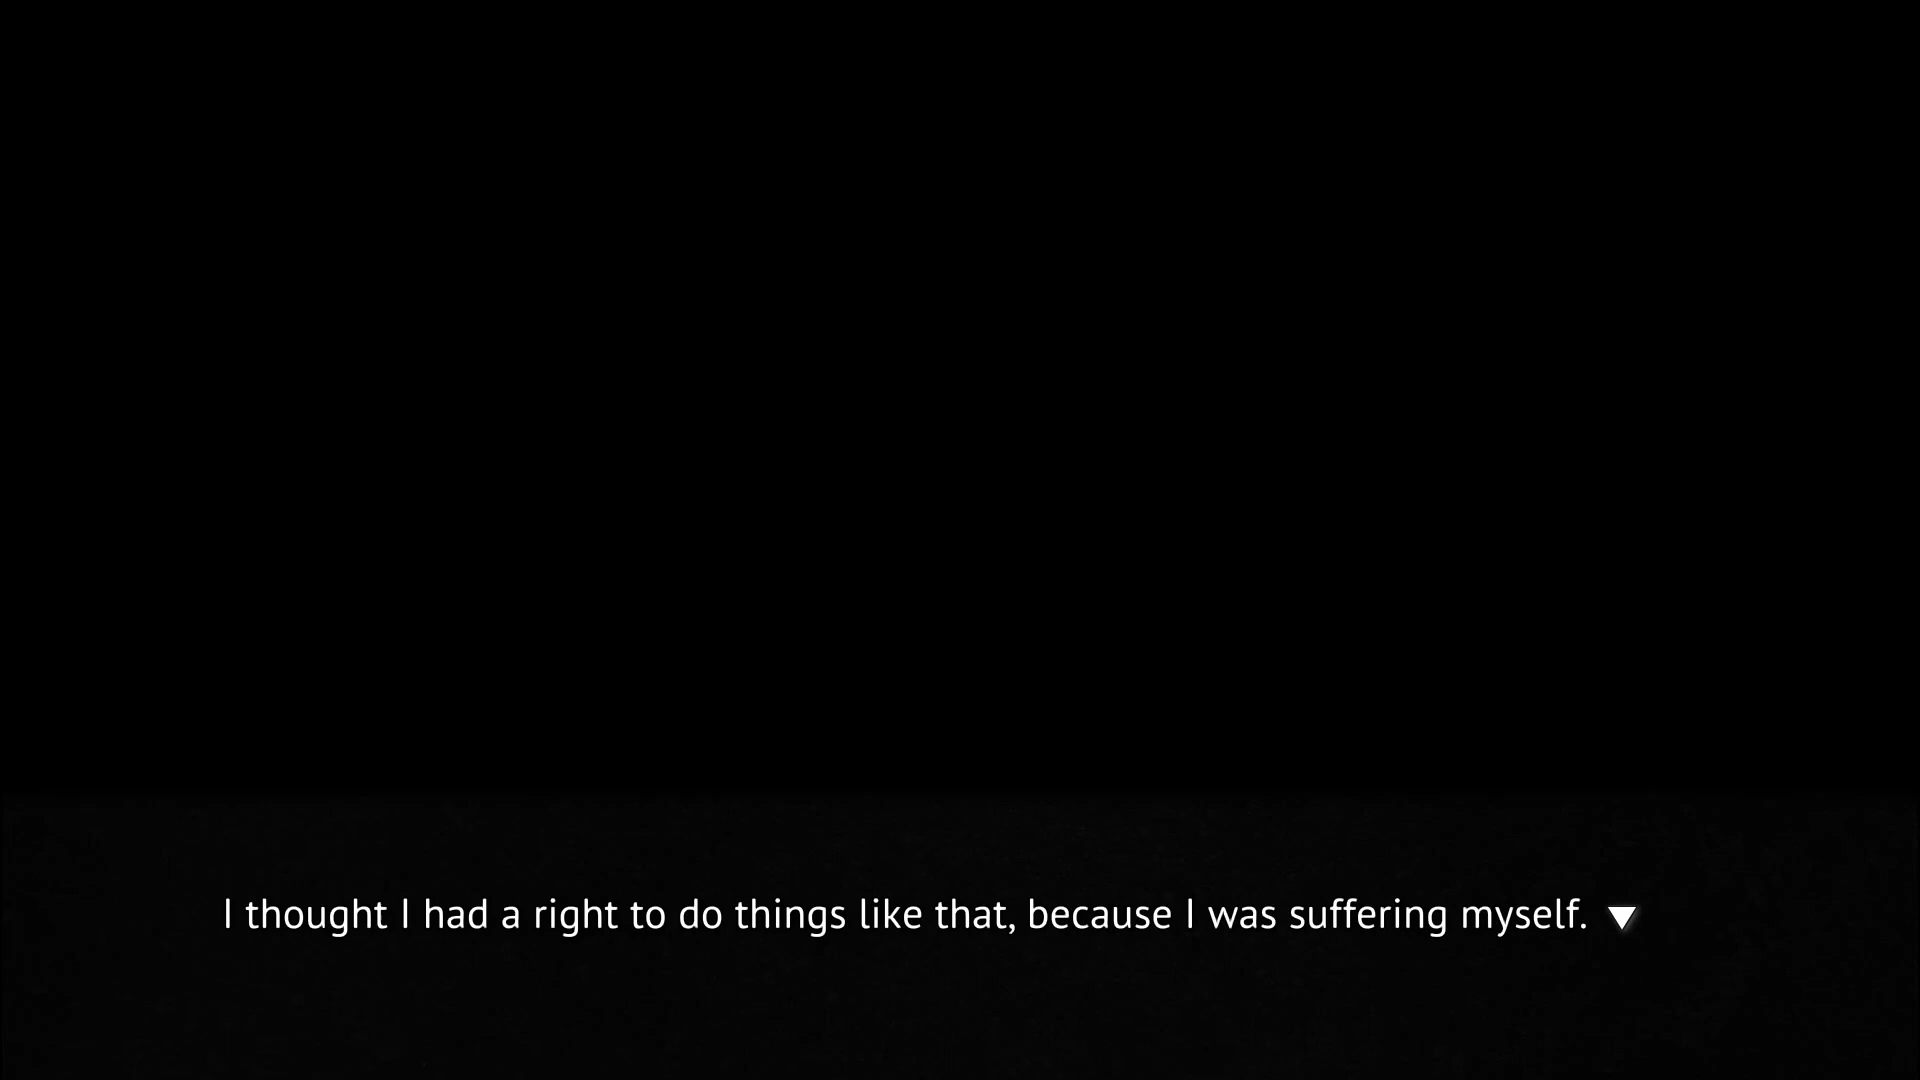 I thought I had a right to do things like that, because I was suffering myself.